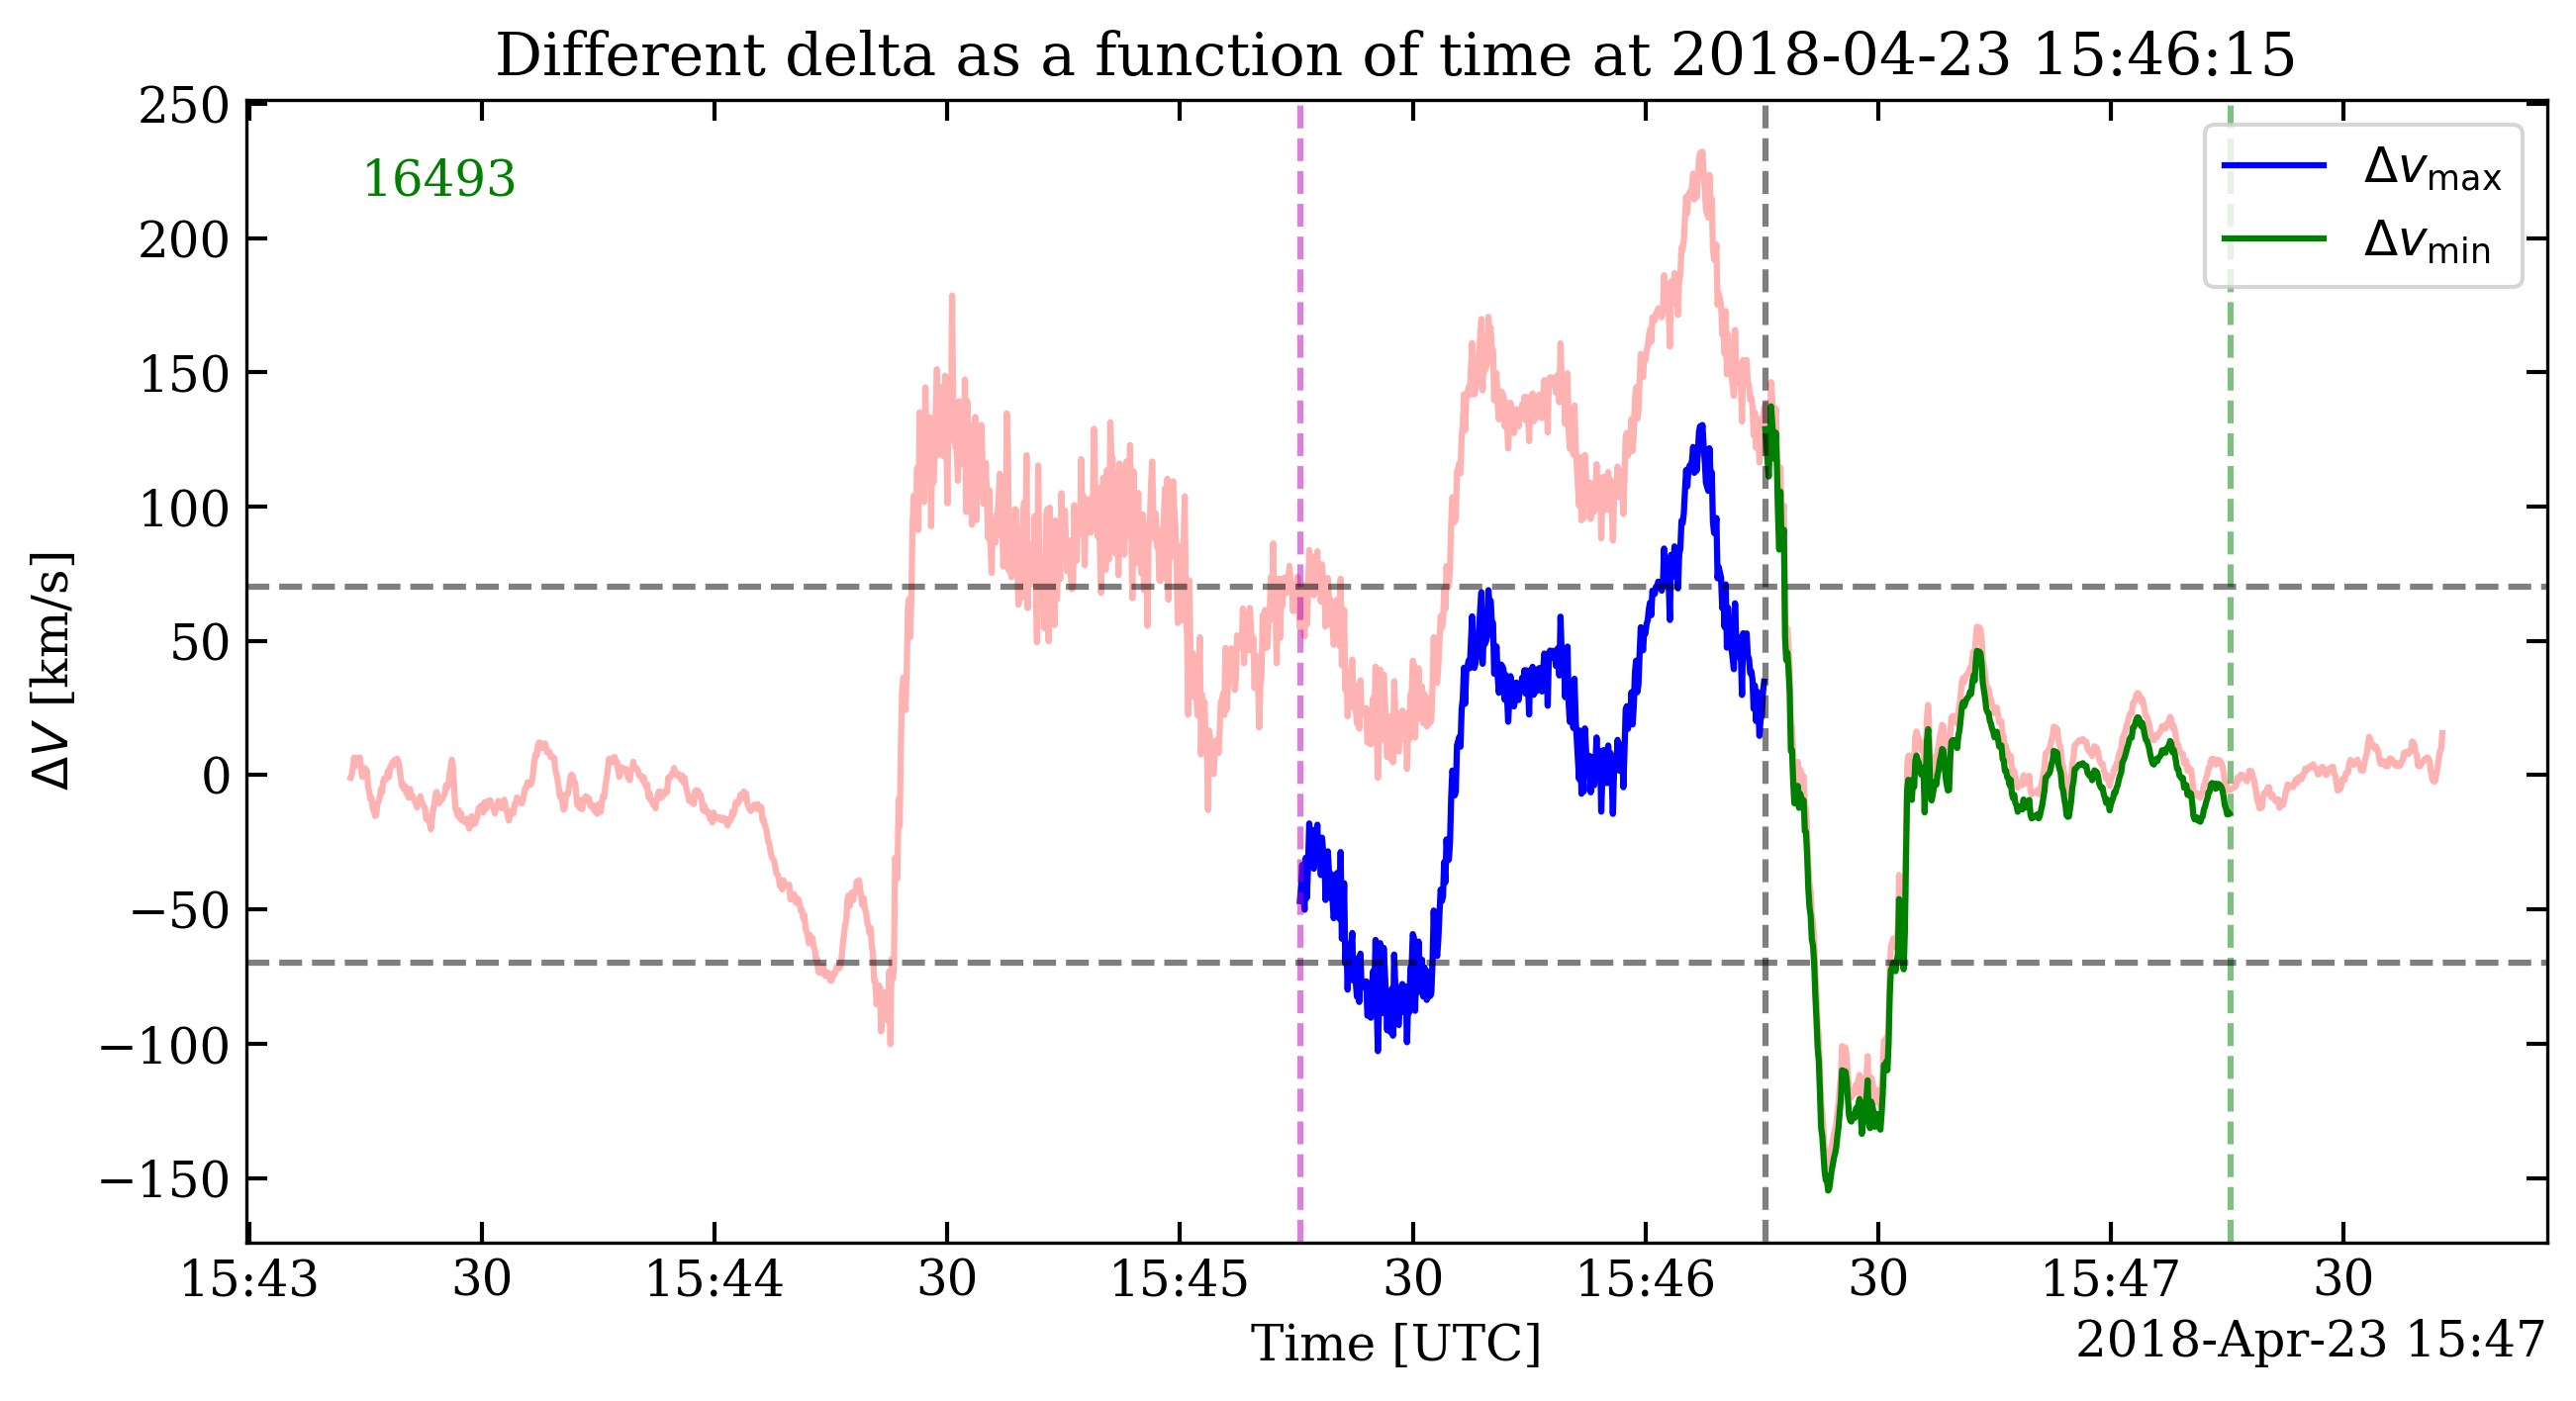 Different delta as a function of time at 2018-04-23 15:46:15
16493
Δv_max
Δv_min
ΔV [km/s]
250
200
150
100
50
0
−50
−100
−150
15:43 30 15:44 30 15:45 30 15:46 30 15:47 30
Time [UTC]
2018-Apr-23 15:47